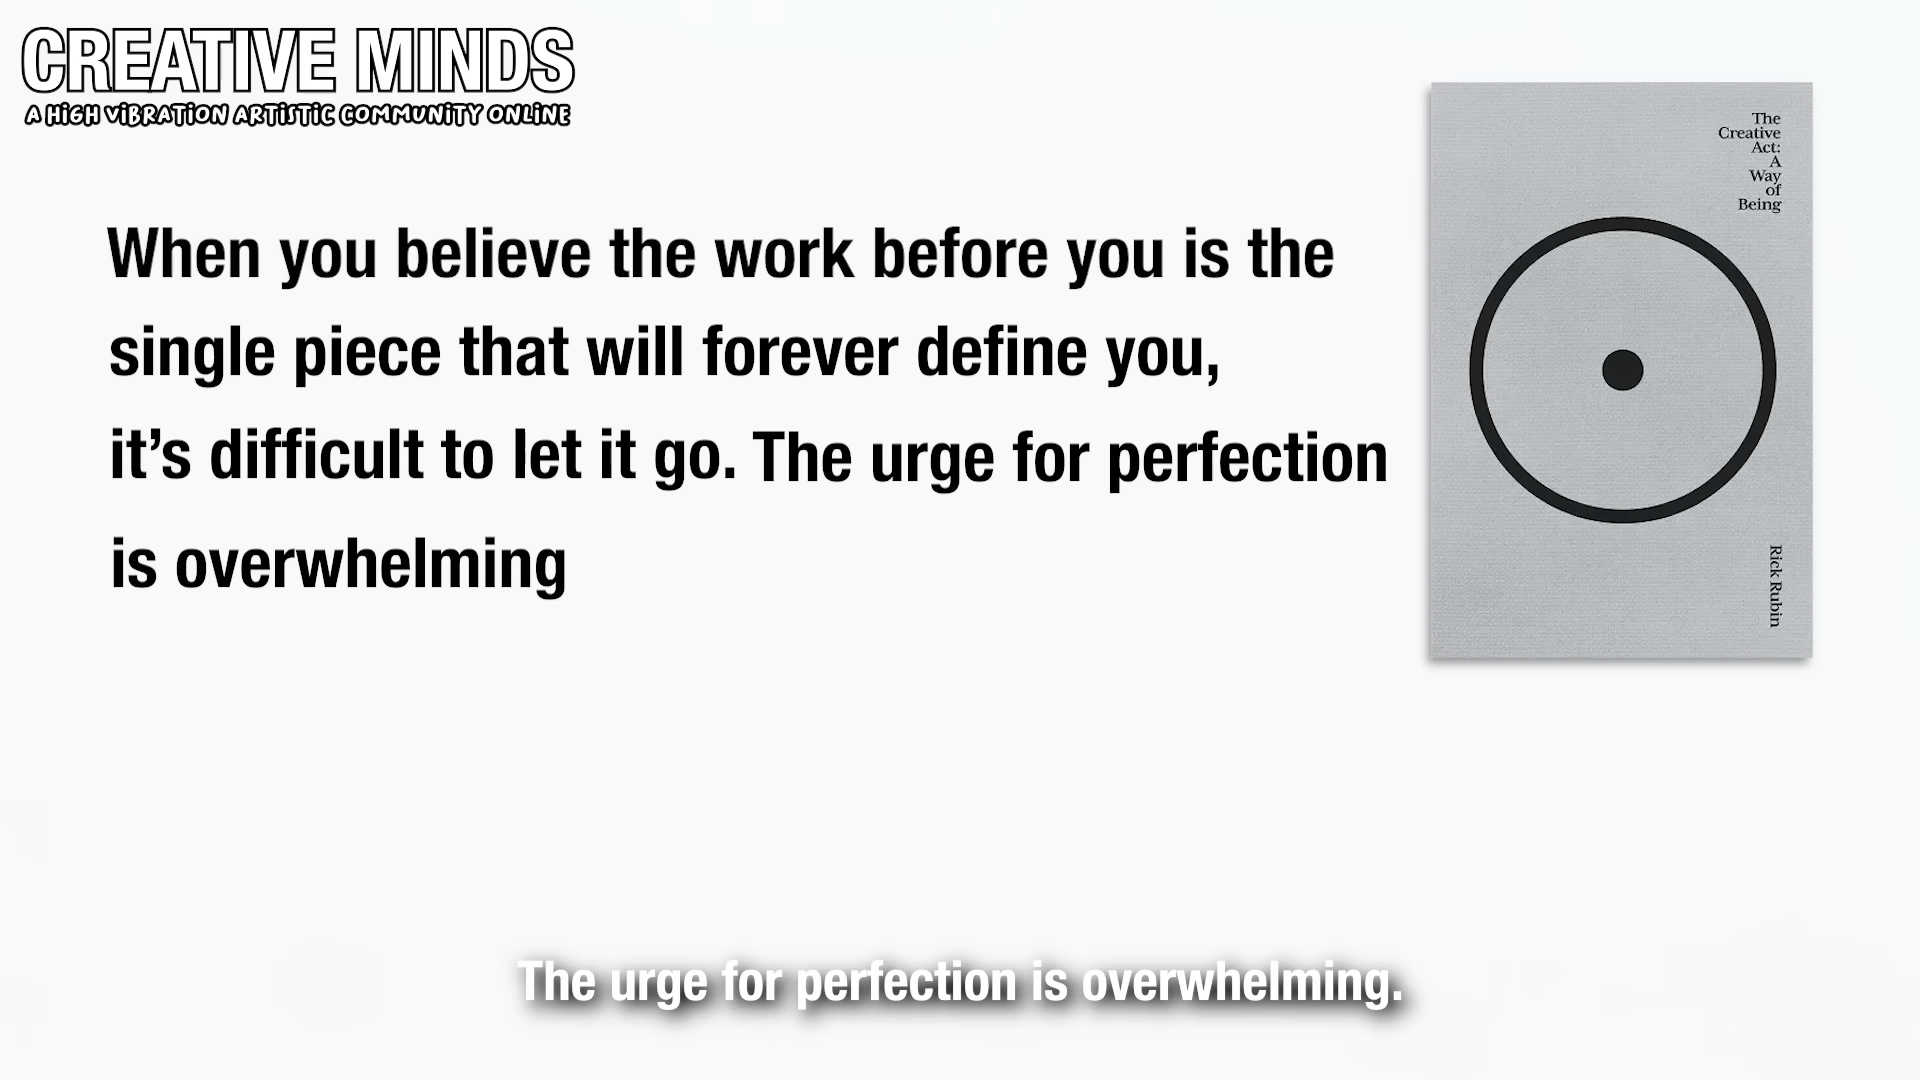 CREATIVE MINDS
A HIGH VIBRATION ARTISTIC COMMUNITY ONLINE
When you believe the work before you is the
single piece that will forever define you,
it’s difficult to let it go. The urge for perfection
is overwhelming
The
Creative
Act:
A
Way
of
Being
Rick Rubin
The urge for perfection is overwhelming.